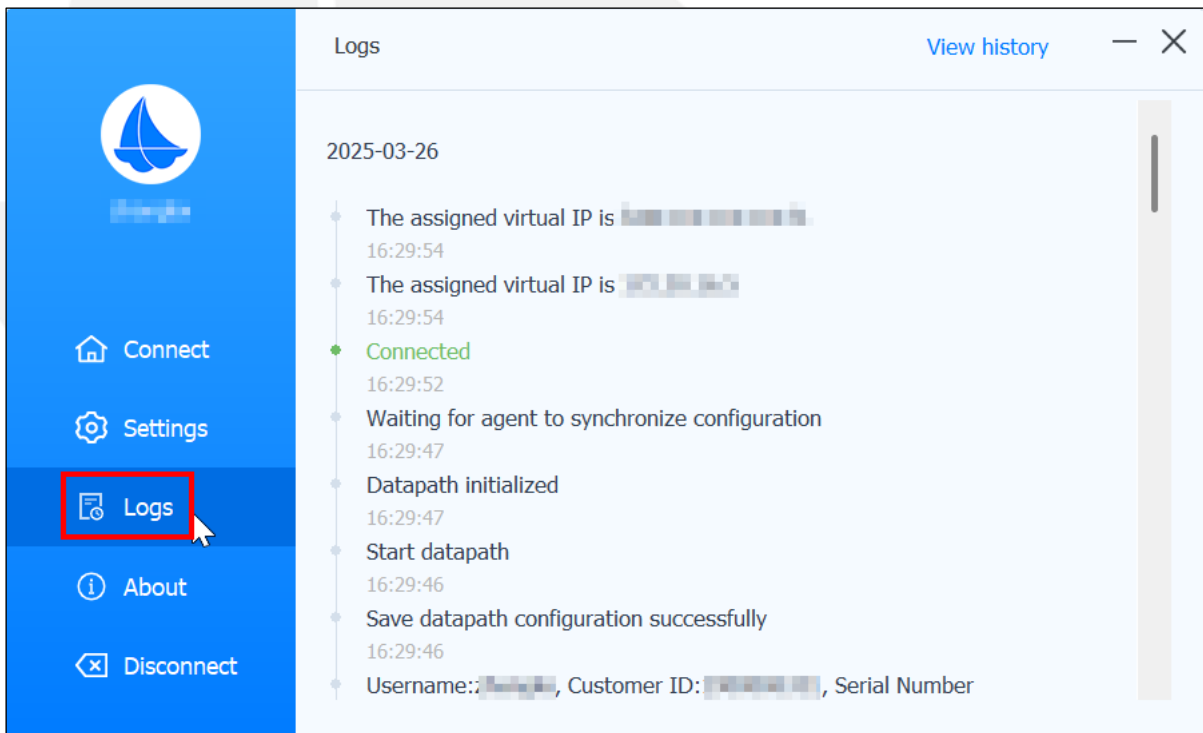 Logs
View history
2025-03-26
The assigned virtual IP is
16:29:54
The assigned virtual IP is
16:29:54
Connected
16:29:52
Waiting for agent to synchronize configuration
16:29:47
Datapath initialized
16:29:47
Start datapath
16:29:46
Save datapath configuration successfully
16:29:46
Username:, Customer ID:, Serial Number
Connect
Settings
Logs
About
Disconnect